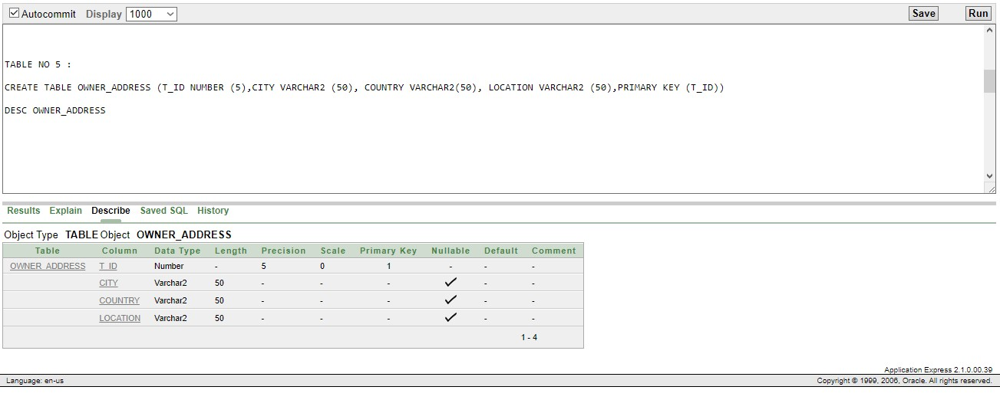 Autocommit Display 1000 Save Run
TABLE NO 5 :
CREATE TABLE OWNER_ADDRESS (T_ID NUMBER (5),CITY VARCHAR2 (50), COUNTRY VARCHAR2(50), LOCATION VARCHAR2 (50),PRIMARY KEY (T_ID))
DESC OWNER_ADDRESS
Results Explain Describe Saved SQL History
Object Type TABLE Object OWNER_ADDRESS
Table Column Data Type Length Precision Scale Primary Key Nullable Default Comment
OWNER_ADDRESS T_ID Number - 5 0 1 - - -
CITY Varchar2 50 - - - ✓ - -
COUNTRY Varchar2 50 - - - ✓ - -
LOCATION Varchar2 50 - - - ✓ - -
1 - 4
Application Express 2.1.0.00.39
Language: en-us Copyright © 1999, 2006, Oracle. All rights reserved.